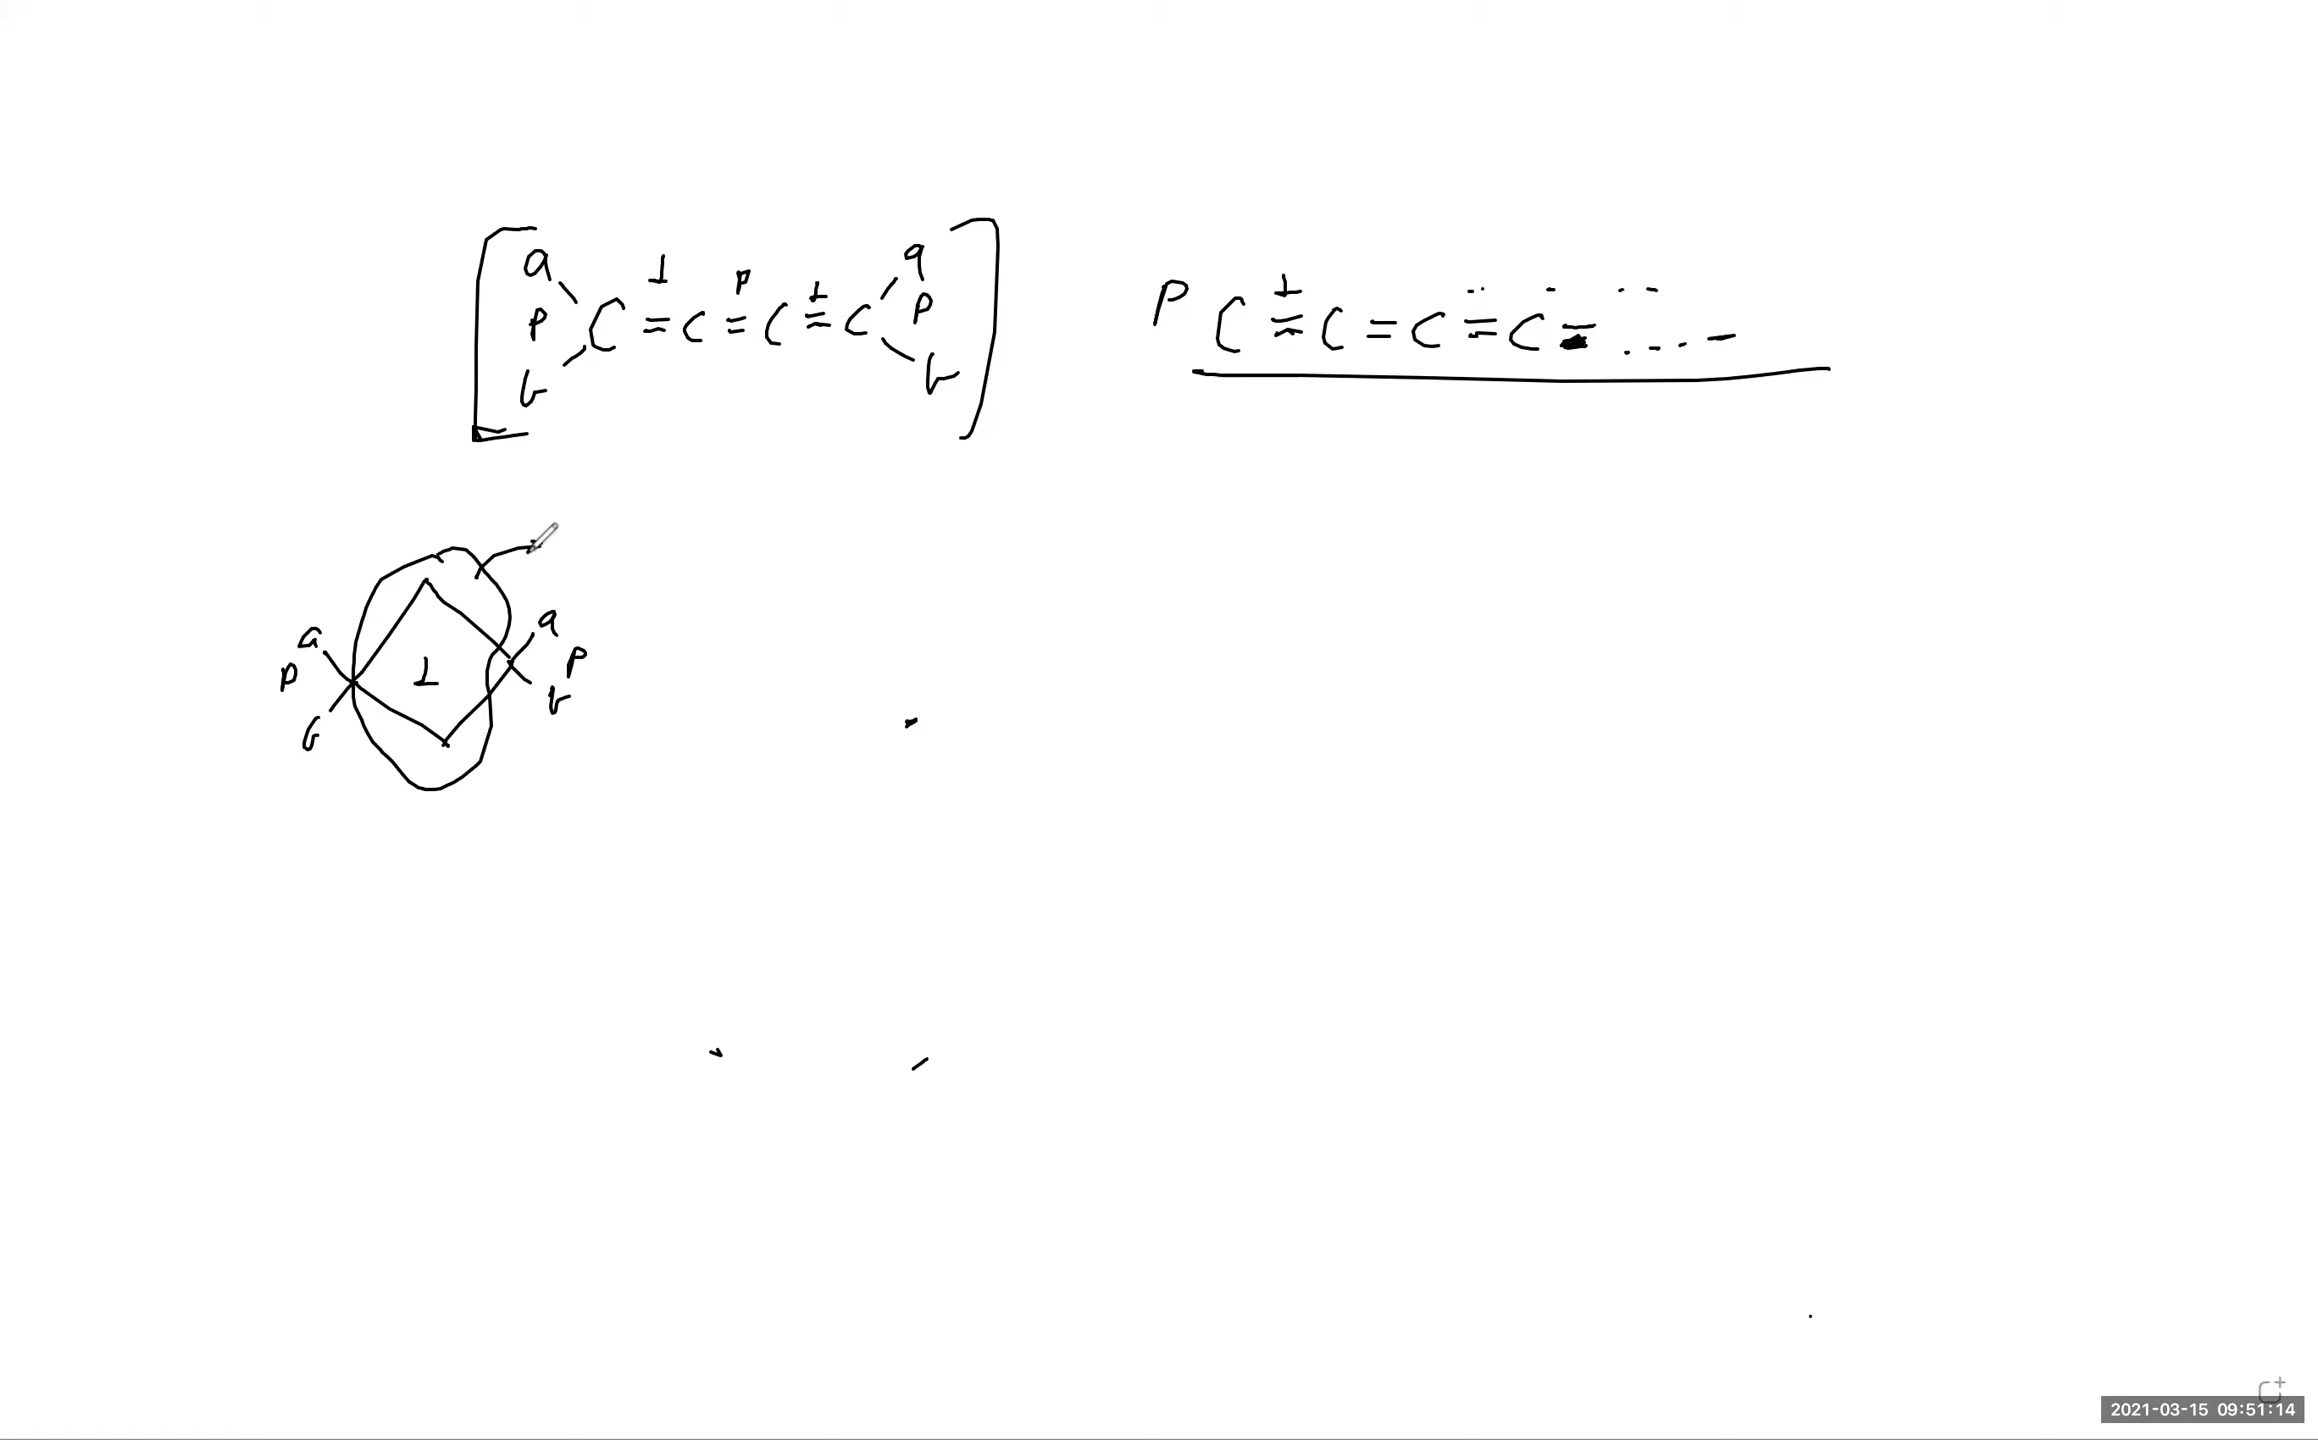 a ⊥ P ⊥ a
P C = C = C = C P
b b
P C = C = C = C = .... -
⊥
a a
P ⊥ P
b b
2021-03-15 09:51:14